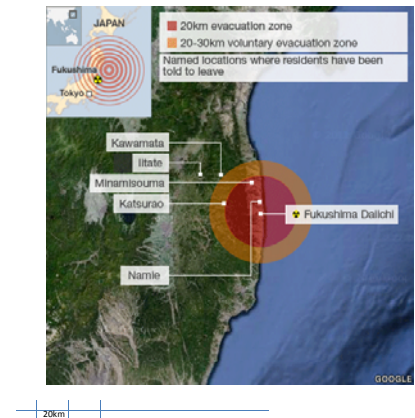 JAPAN
Fukushima
Tokyo
20km evacuation zone
20-30km voluntary evacuation zone
Named locations where residents have been
told to leave
Kawamata
Iitate
Minamisouma
Katsurao
Fukushima Daiichi
Namie
GOOGLE
20km